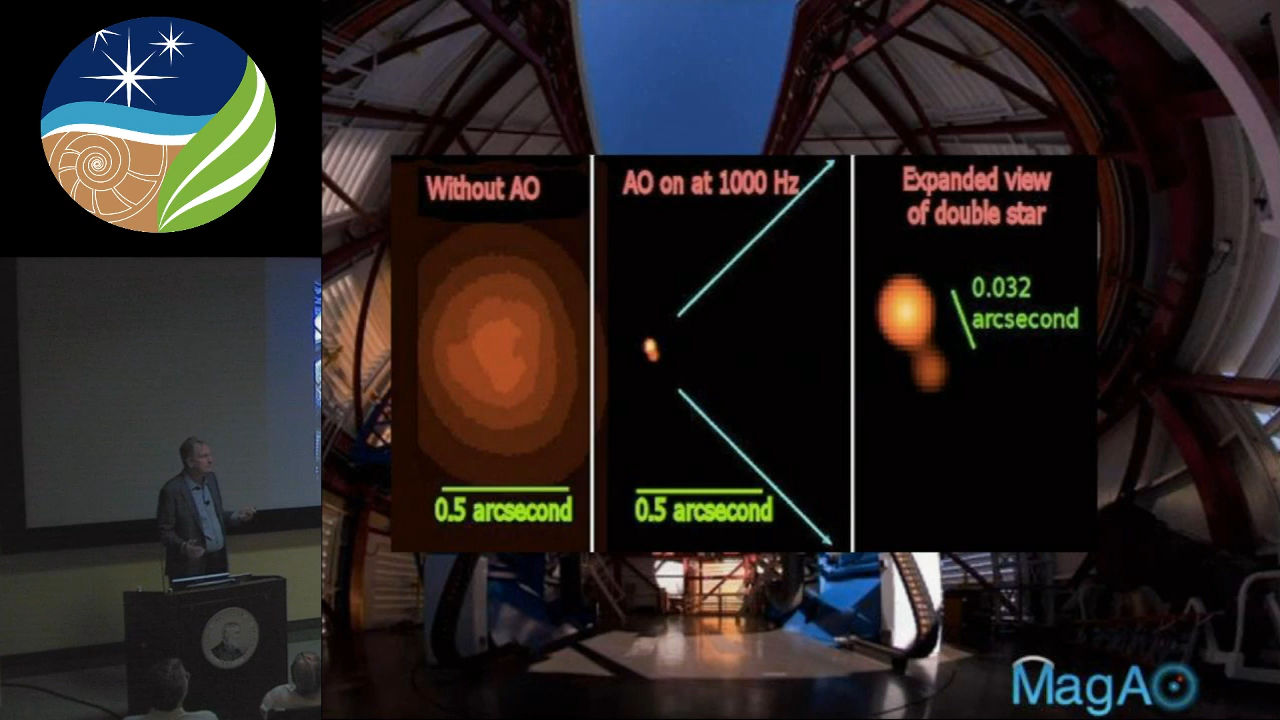 Without AO
AO on at 1000 Hz
Expanded view
of double star
0.032
arcsecond
0.5 arcsecond
0.5 arcsecond
MagAO